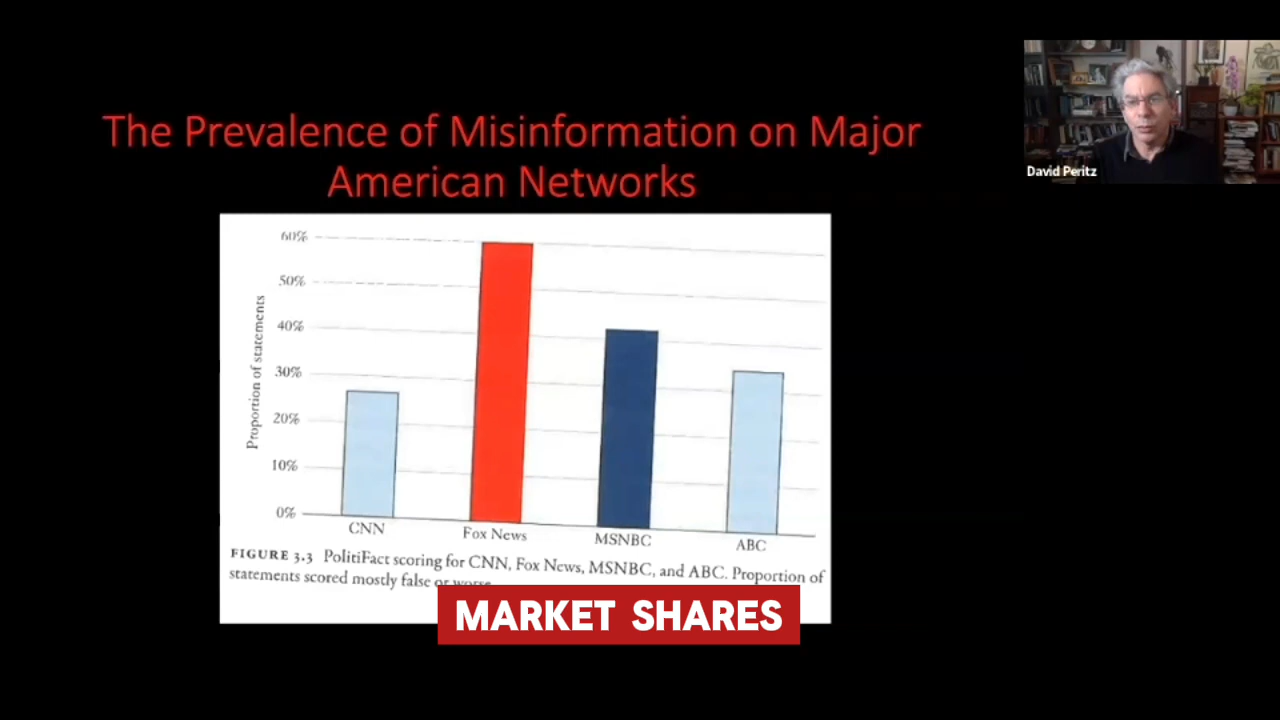 The Prevalence of Misinformation on Major
American Networks
David Peritz
60%
50%
40%
30%
20%
10%
0%
Proportion of statements
CNN
Fox News
MSNBC
ABC
FIGURE 3.3 PolitiFact scoring for CNN, Fox News, MSNBC, and ABC. Proportion of
statements scored mostly false or worse
MARKET SHARES